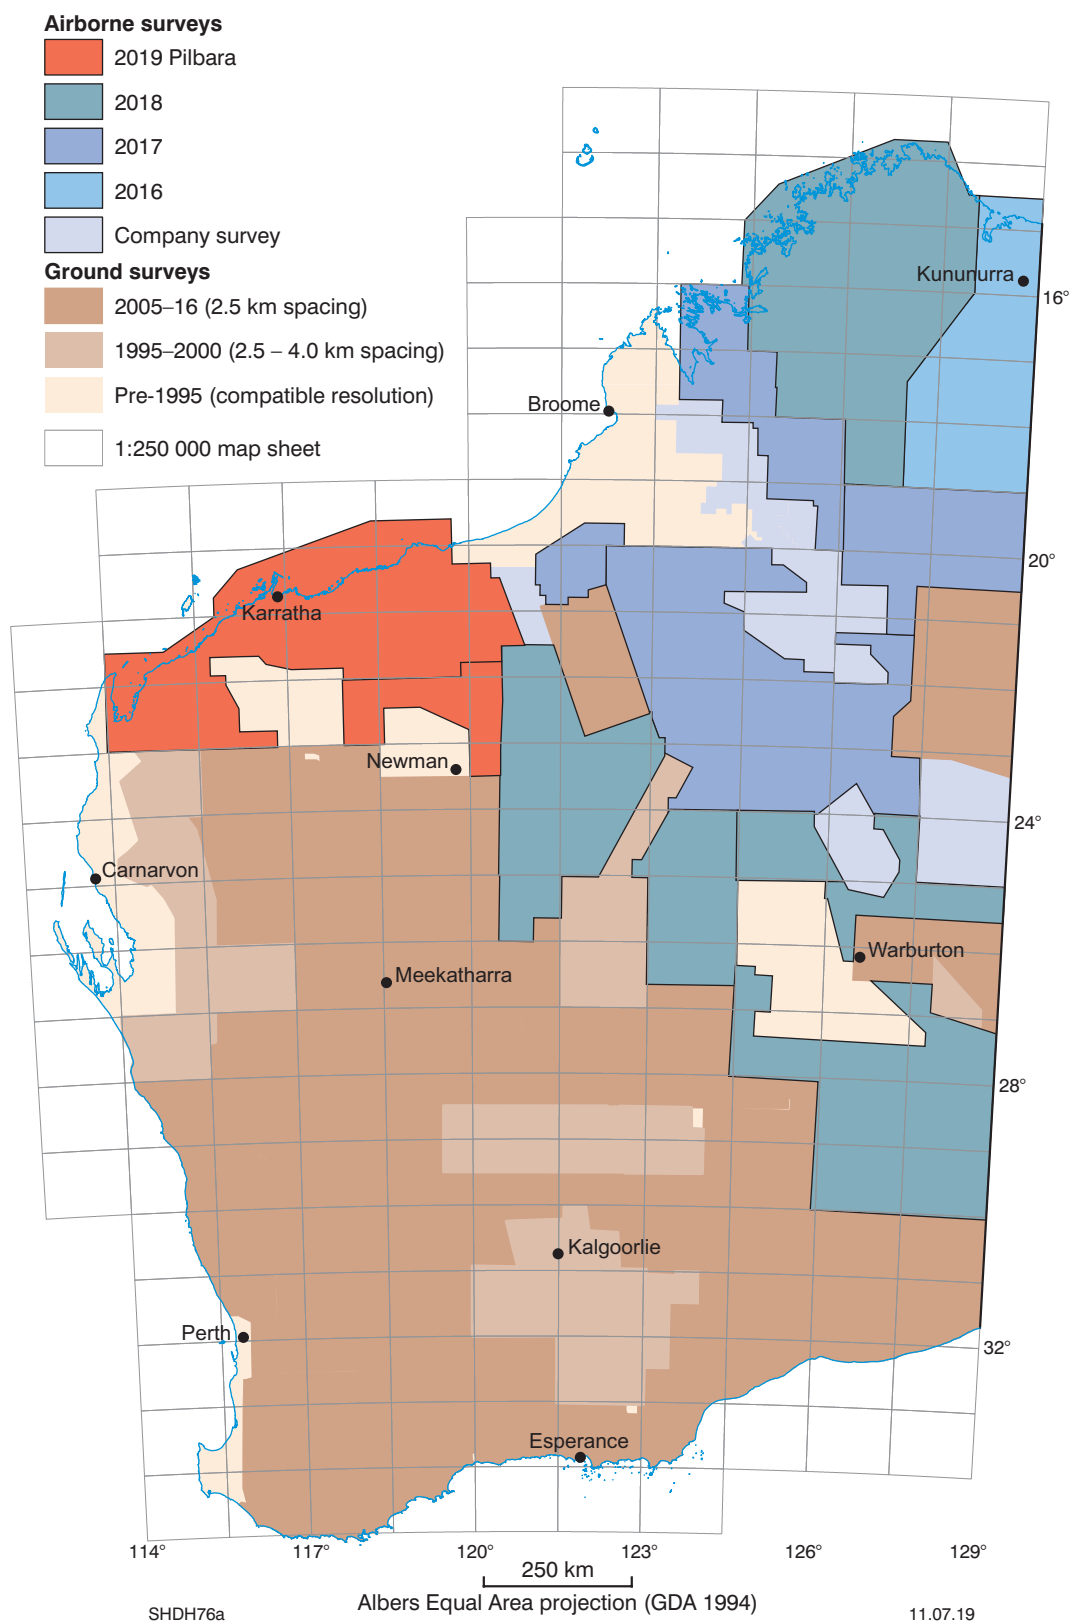 Airborne surveys
2019 Pilbara
2018
2017
2016
Company survey
Ground surveys
2005–16 (2.5 km spacing)
1995–2000 (2.5 – 4.0 km spacing)
Pre-1995 (compatible resolution)
1:250 000 map sheet
Kununurra
16°
Broome
20°
Karratha
Newman
24°
Carnarvon
Warburton
Meekatharra
28°
Kalgoorlie
Perth
32°
Esperance
114°
117°
120°
123°
126°
129°
250 km
Albers Equal Area projection (GDA 1994)
SHDH76a
11.07.19